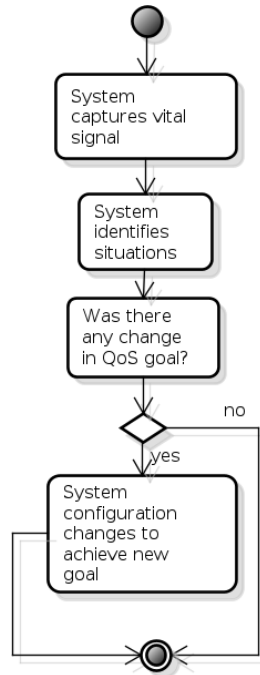 System
captures vital
signal
System
identifies
situations
Was there
any change
in QoS goal?
no
yes
System
configuration
changes to
achieve new
goal